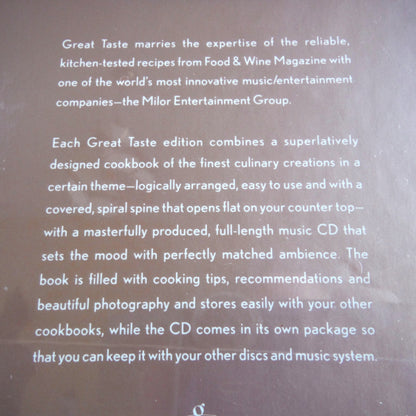 Great Taste marries the expertise of the reliable,
kitchen-tested recipes from Food & Wine Magazine with
one of the world's most innovative music/entertainment
companies—the Milor Entertainment Group.
Each Great Taste edition combines a superlatively
designed cookbook of the finest culinary creations in a
certain theme—logically arranged, easy to use and with a
covered, spiral spine that opens flat on your counter top—
with a masterfully produced, full-length music CD that
sets the mood with perfectly matched ambience. The
book is filled with cooking tips, recommendations and
beautiful photography and stores easily with your other
cookbooks, while the CD comes in its own package so
that you can keep it with your other discs and music system.
g